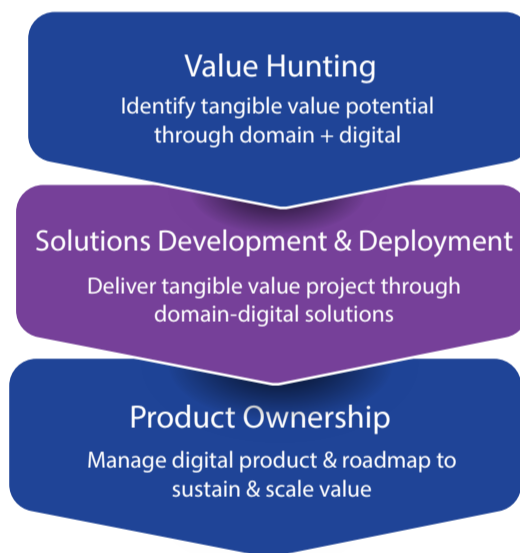 Value Hunting
Identify tangible value potential
through domain + digital
Solutions Development & Deployment
Deliver tangible value project through
domain-digital solutions
Product Ownership
Manage digital product & roadmap to
sustain & scale value